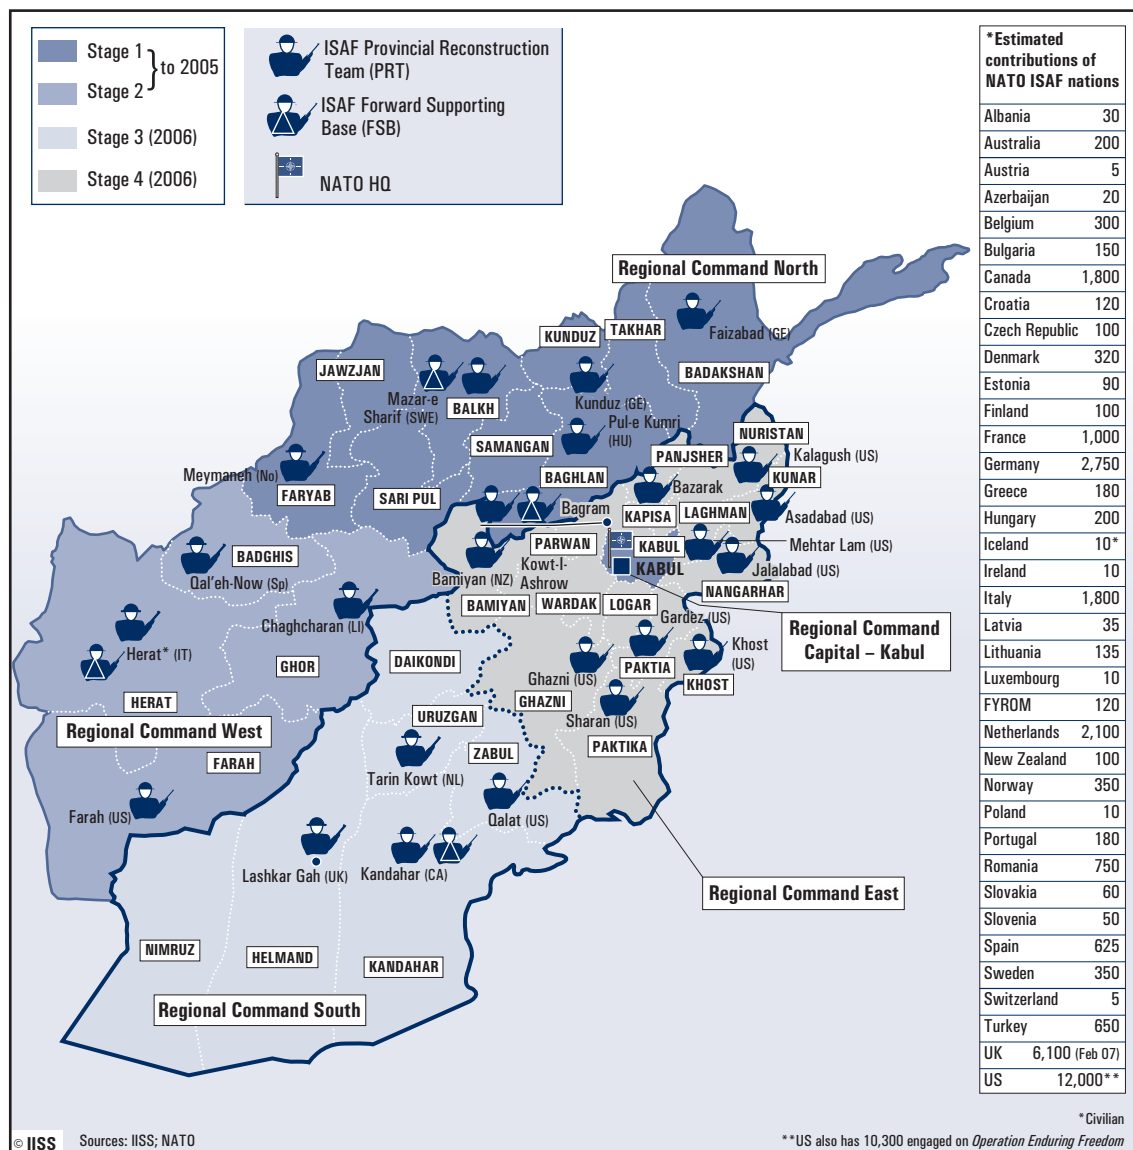 Stage 1
Stage 2
to 2005
Stage 3 (2006)
Stage 4 (2006)
ISAF Provincial Reconstruction
Team (PRT)
ISAF Forward Supporting
Base (FSB)
NATO HQ
*Estimated
contributions of
NATO ISAF nations
Albania 30
Australia 200
Austria 5
Azerbaijan 20
Belgium 300
Bulgaria 150
Canada 1,800
Croatia 120
Czech Republic 100
Denmark 320
Estonia 90
Finland 100
France 1,000
Germany 2,750
Greece 180
Hungary 200
Iceland 10*
Ireland 10
Italy 1,800
Latvia 35
Lithuania 135
Luxembourg 10
FYROM 120
Netherlands 2,100
New Zealand 100
Norway 350
Poland 10
Portugal 180
Romania 750
Slovakia 60
Slovenia 50
Spain 625
Sweden 350
Switzerland 5
Turkey 650
UK 6,100 (Feb 07)
US 12,000**
Regional Command North
Faizabad (GE)
TAKHAR
KUNDUZ
BADAKSHAN
JAWZJAN
Mazar-e
Sharif (SWE)
BALKH
Kunduz (GE)
Pul-e Kumri
(HU)
SAMANGAN
NURISTAN
PANJSHER
Kalagush (US)
Meymaneh (No)
FARYAB
SARI PUL
BAGHLAN
KUNAR
Bazarak
Bagram
KAPISA
LAGHMAN
Asadabad (US)
BADGHIS
Qal'eh-Now (Sp)
PARWAN
KABUL
Mehtar Lam (US)
Bamiyan (NZ)
Kowt-I-
Ashrow
KABUL
Jalalabad (US)
NANGARHAR
BAMIYAN
WARDAK
LOGAR
Gardez (US)
Regional Command
Capital – Kabul
Chaghcharan (LI)
Herat* (IT)
GHOR
DAIKONDI
Khost
(US)
Ghazni (US)
PAKTIA
KHOST
HERAT
GHAZNI
Sharan (US)
Regional Command West
URUZGAN
FARAH
ZABUL
PAKTIKA
Tarin Kowt (NL)
Farah (US)
Qalat (US)
Lashkar Gah (UK)
Kandahar (CA)
Regional Command East
NIMRUZ
HELMAND
KANDAHAR
Regional Command South
*Civilian
© IISS
Sources: IISS; NATO
**US also has 10,300 engaged on Operation Enduring Freedom